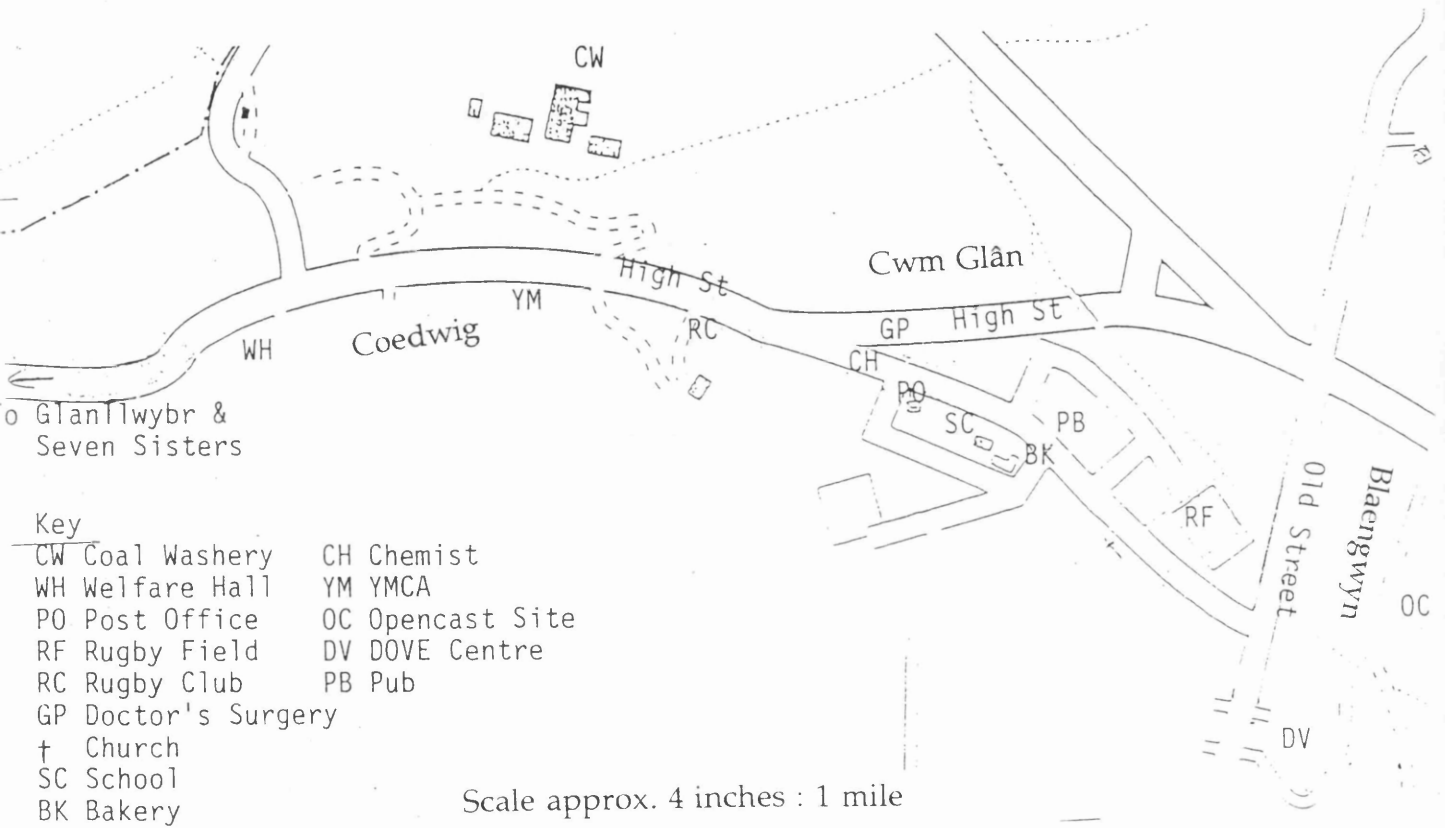 CW
Cwm Glân
High St
YM
RC
GP High St
WH
Coedwig
CH
PO
SC
PB
BK
RF
Old Street
Blaengwyn
OC
DV
o Glanllwybr &
Seven Sisters
Key
CW Coal Washery
WH Welfare Hall
PO Post Office
RF Rugby Field
RC Rugby Club
GP Doctor's Surgery
† Church
SC School
BK Bakery
CH Chemist
YM YMCA
OC Opencast Site
DV DOVE Centre
PB Pub
Scale approx. 4 inches : 1 mile